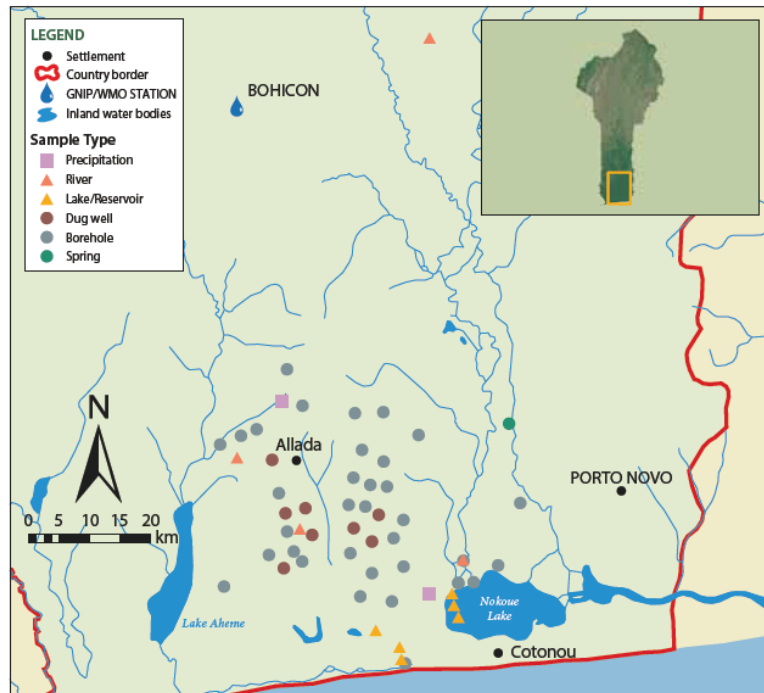 LEGEND
Settlement
Country border
GNIP/WMO STATION
Inland water bodies
Sample Type
Precipitation
River
Lake/Reservoir
Dug well
Borehole
Spring
BOHICON
N
0 5 10 15 20
km
Allada
PORTO NOVO
Lake Aheme
Nokoue
Lake
Cotonou